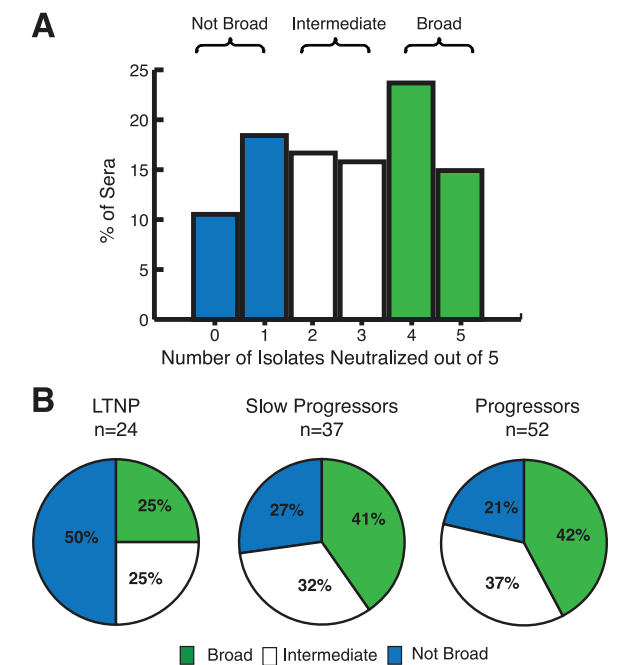 A
Not Broad Intermediate Broad
25
20
15
10
5
0
% of Sera
0 1 2 3 4 5
Number of Isolates Neutralized out of 5
B
LTNP Slow Progressors Progressors
n=24 n=37 n=52
50% 25% 25%
27% 41% 32%
21% 42% 37%
Broad Intermediate Not Broad